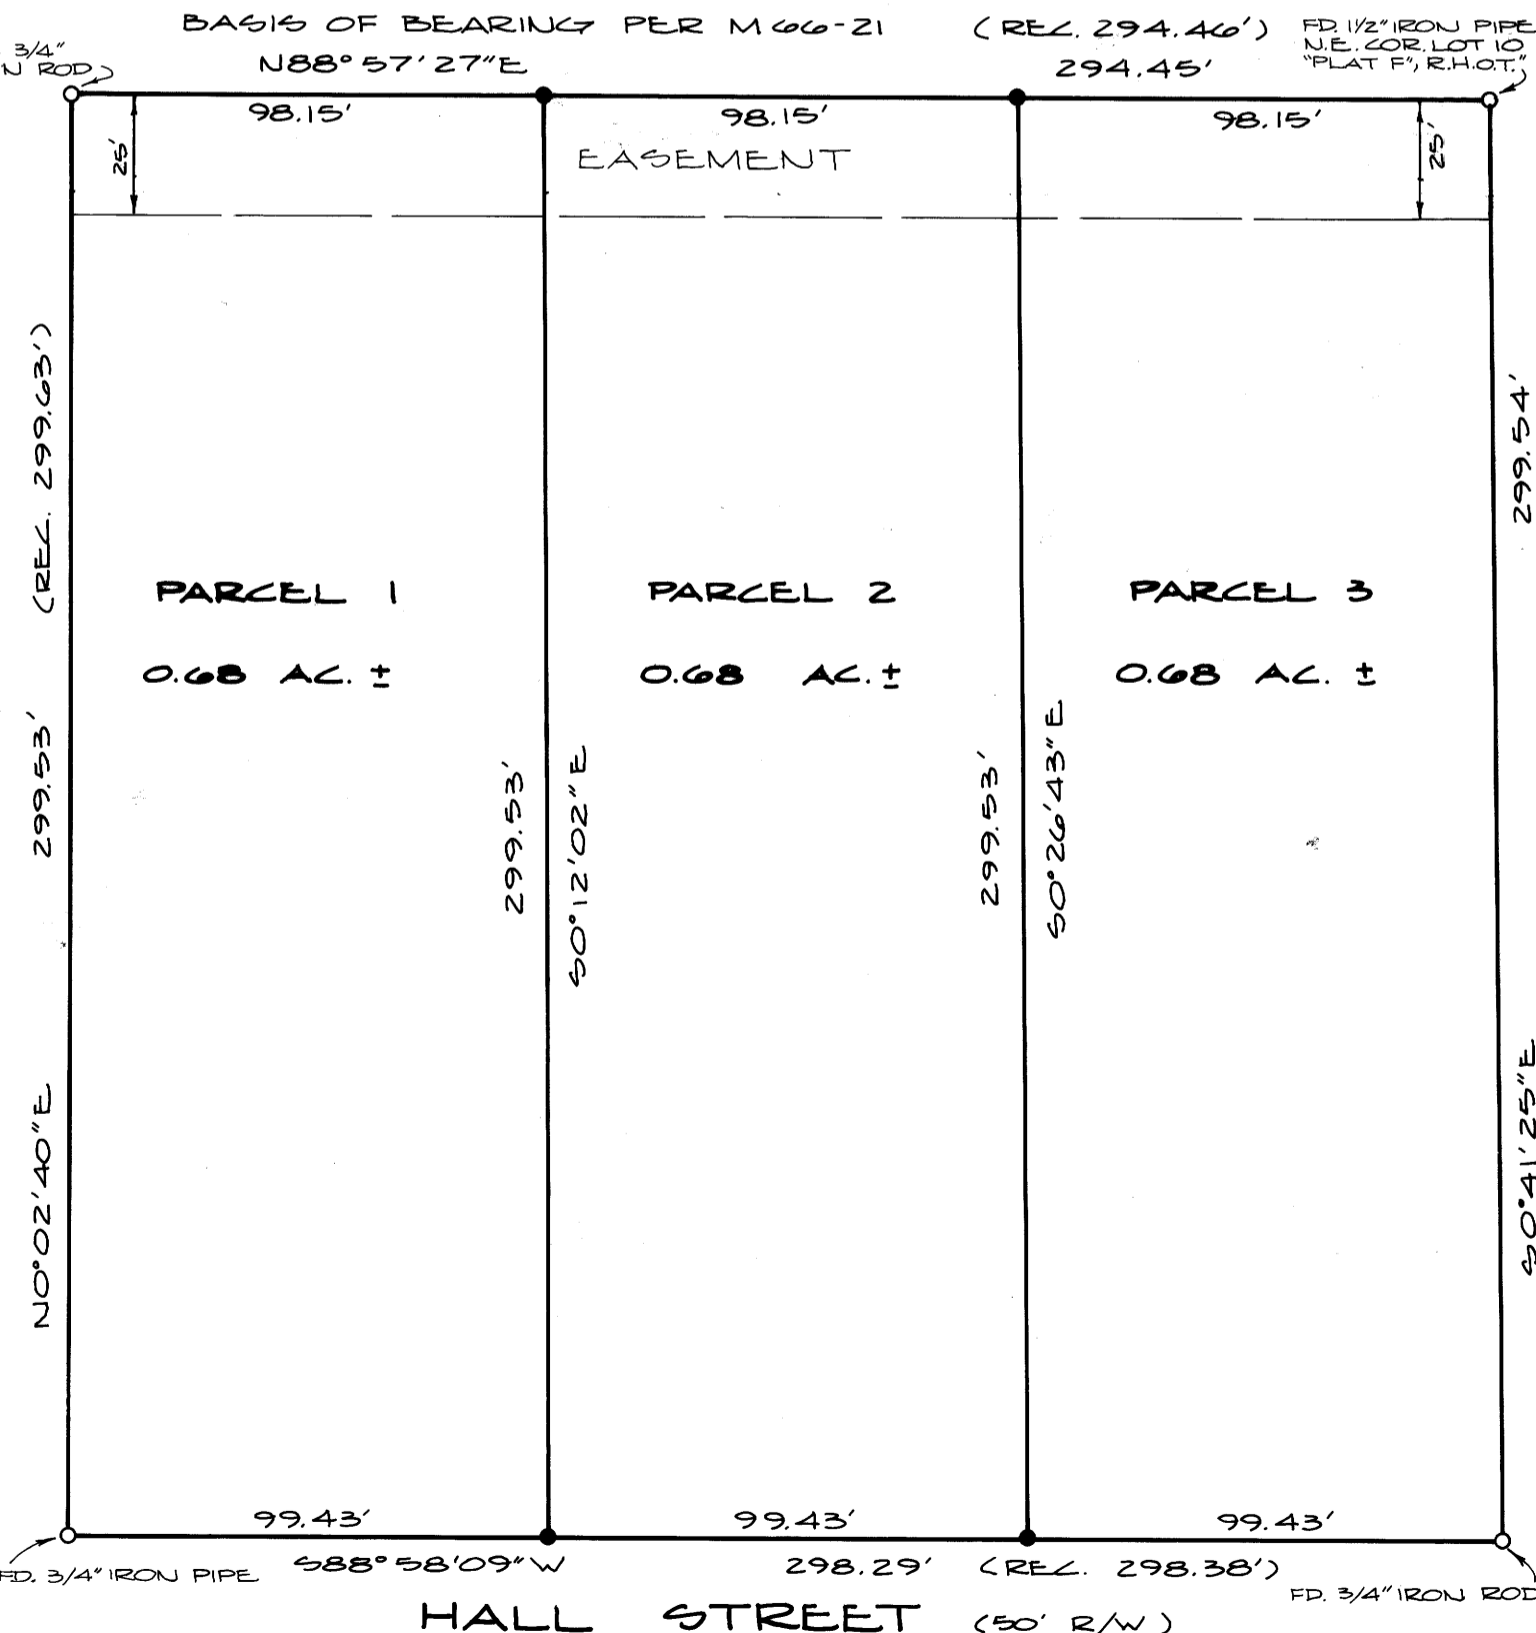 BASIS OF BEARING PER M66-21 (REC. 294.46')
N88°57'27"E 294.45'
3/4"
N ROD
FD. 1/2" IRON PIPE
N.E. COR. LOT 10
"PLAT F", R.H.O.T."
98.15' 98.15' 98.15'
25' EASEMENT 25'
(REC. 299.63')
299.53'
N0°02'40"E
299.54'
S0°41'25"E
PARCEL 1 PARCEL 2 PARCEL 3
0.68 AC. ± 0.68 AC. ± 0.68 AC. ±
299.53'
S0°12'02"E
299.53'
S0°26'43"E
99.43' 99.43' 99.43'
FD. 3/4" IRON PIPE S88°58'09"W 298.29' (REC. 298.38')
FD. 3/4" IRON ROD
HALL STREET (50' R/W)